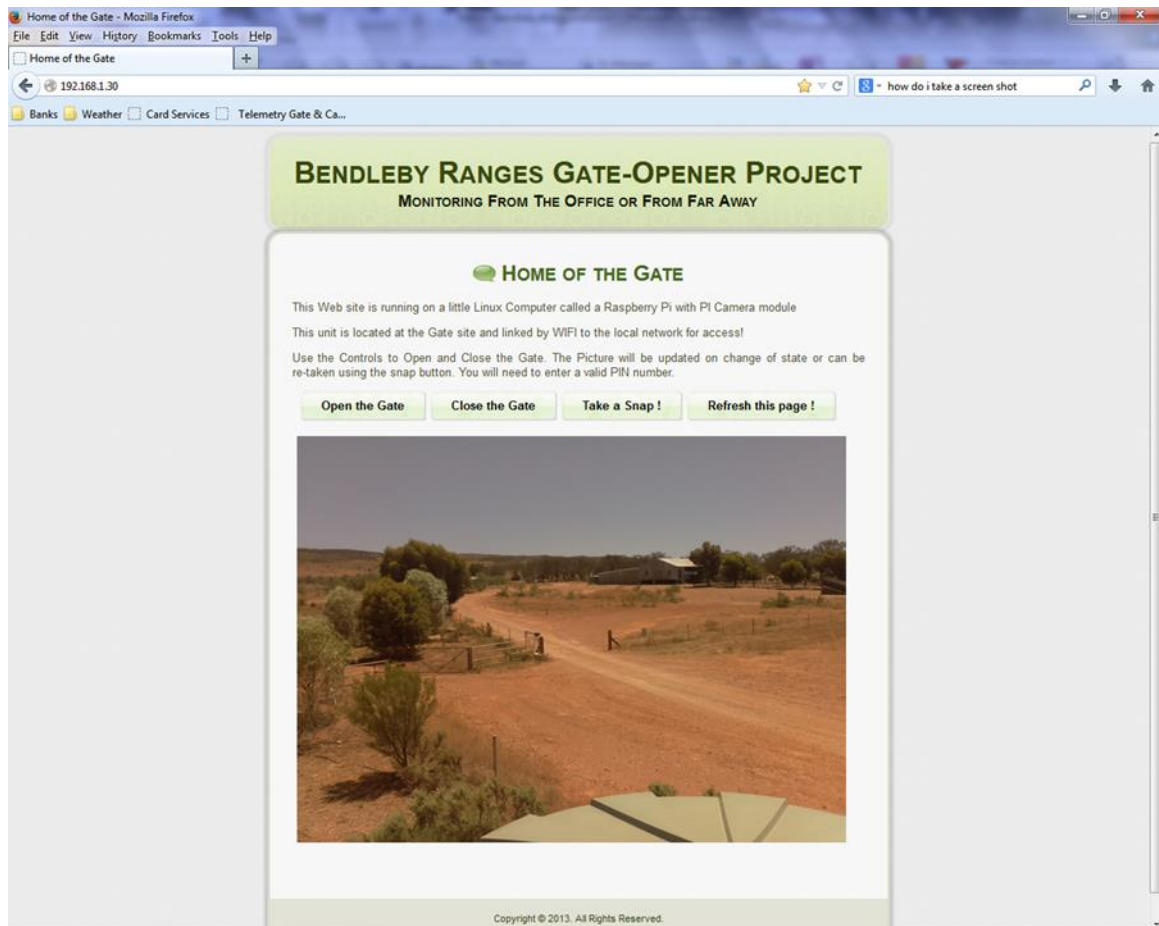 Home of the Gate - Mozilla Firefox
File Edit View History Bookmarks Tools Help
Home of the Gate
192.168.1.30
how do i take a screen shot
Banks Weather Card Services Telemetry Gate & Ca...
BENDLEBY RANGES GATE-OPENER PROJECT
MONITORING FROM THE OFFICE OR FROM FAR AWAY
HOME OF THE GATE
This Web site is running on a little Linux Computer called a Raspberry Pi with PI Camera module
This unit is located at the Gate site and linked by WIFI to the local network for access!
Use the Controls to Open and Close the Gate. The Picture will be updated on change of state or can be
re-taken using the snap button. You will need to enter a valid PIN number.
Open the Gate Close the Gate Take a Snap ! Refresh this page !
Copyright © 2013. All Rights Reserved.